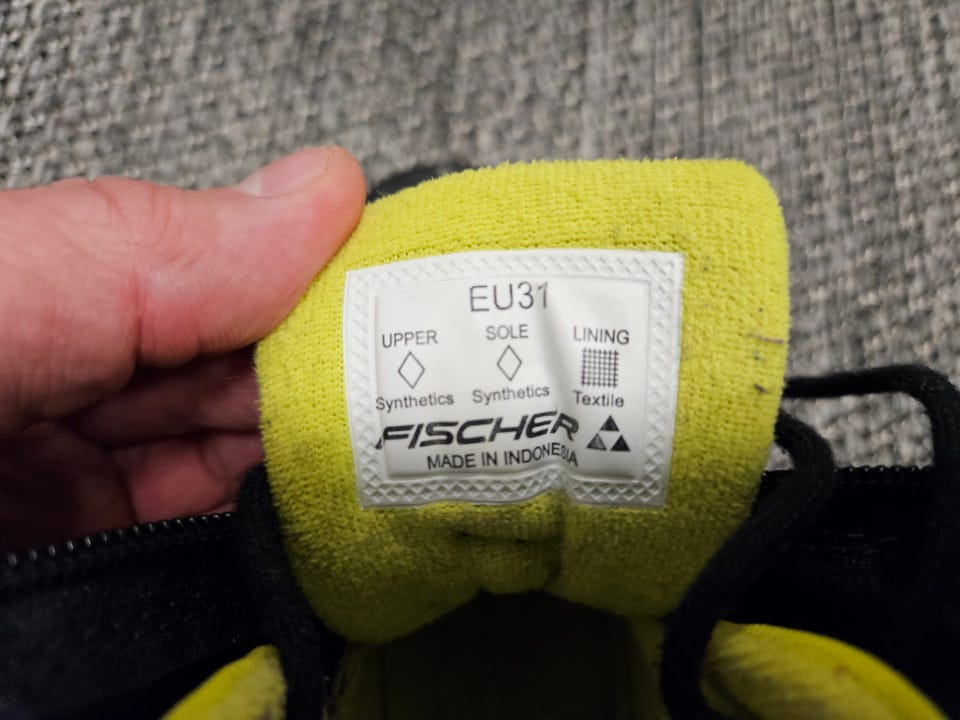 EU31
UPPER SOLE LINING
Synthetics Synthetics Textile
FISCHER
MADE IN INDONESIA